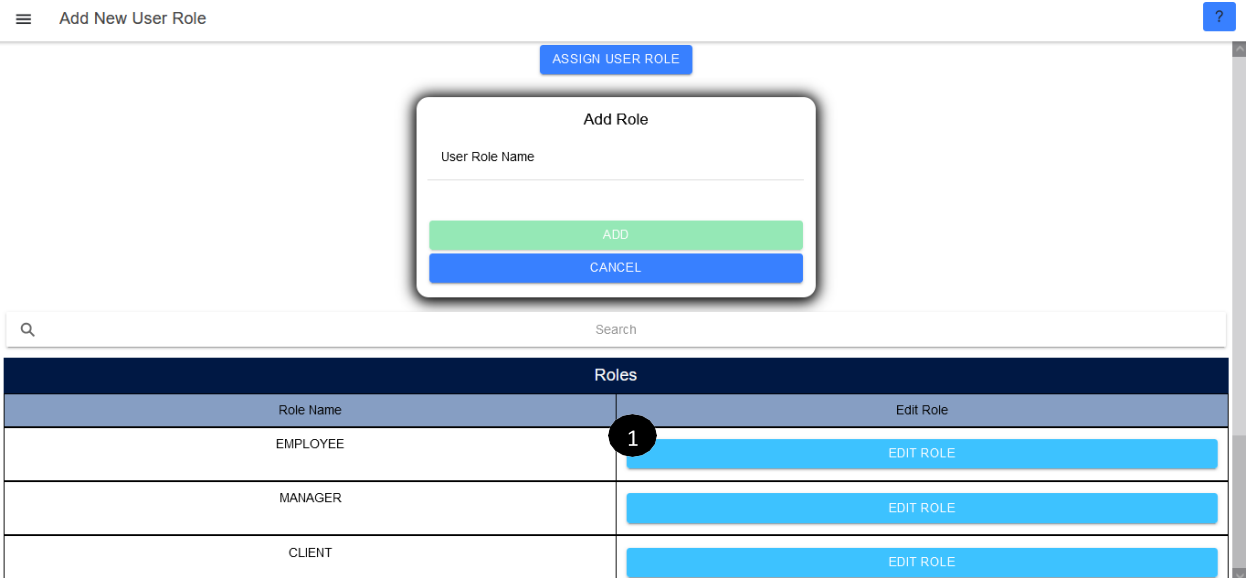 Add New User Role
?
ASSIGN USER ROLE
Add Role
User Role Name
ADD
CANCEL
Search
Roles
Role Name Edit Role
1
EMPLOYEE EDIT ROLE
MANAGER EDIT ROLE
CLIENT EDIT ROLE